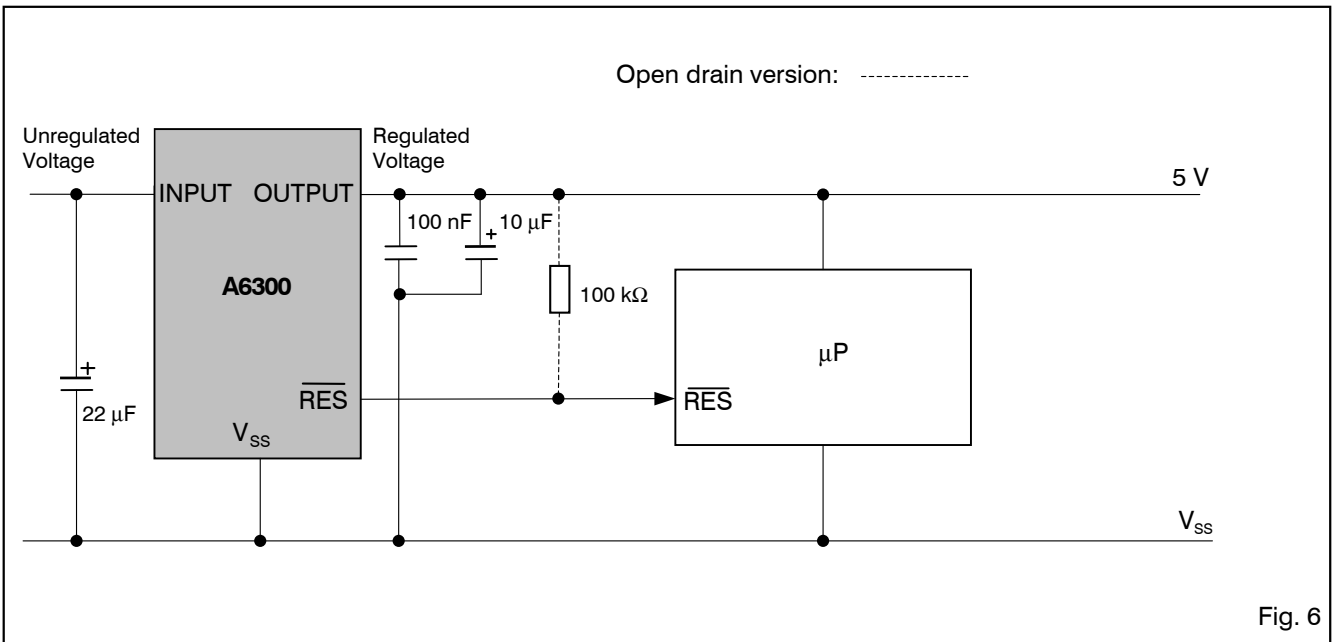 Open drain version:
Unregulated
Voltage
Regulated
Voltage
5 V
INPUT OUTPUT
100 nF
+ 10 μF
A6300
100 kΩ
μP
+
22 μF
RES
RES
VSS
VSS
Fig. 6